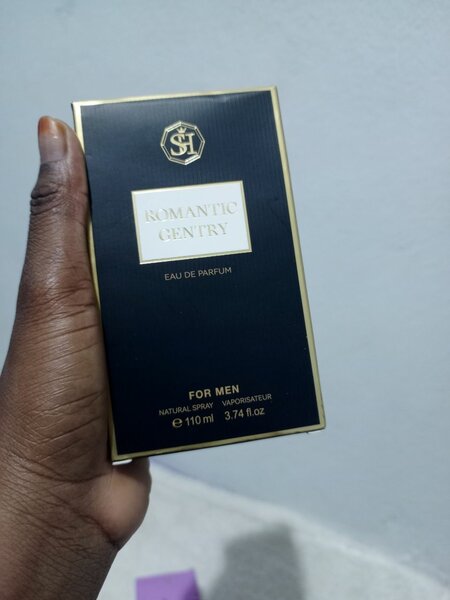 SH
ROMANTIC
GENTRY
EAU DE PARFUM
FOR MEN
NATURAL SPRAY VAPORISATEUR
℮ 110 ml 3.74 fl.oz